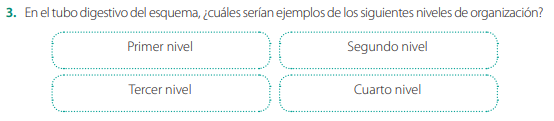 3. En el tubo digestivo del esquema, ¿cuáles serían ejemplos de los siguientes niveles de organización?
Primer nivel
Segundo nivel
Tercer nivel
Cuarto nivel